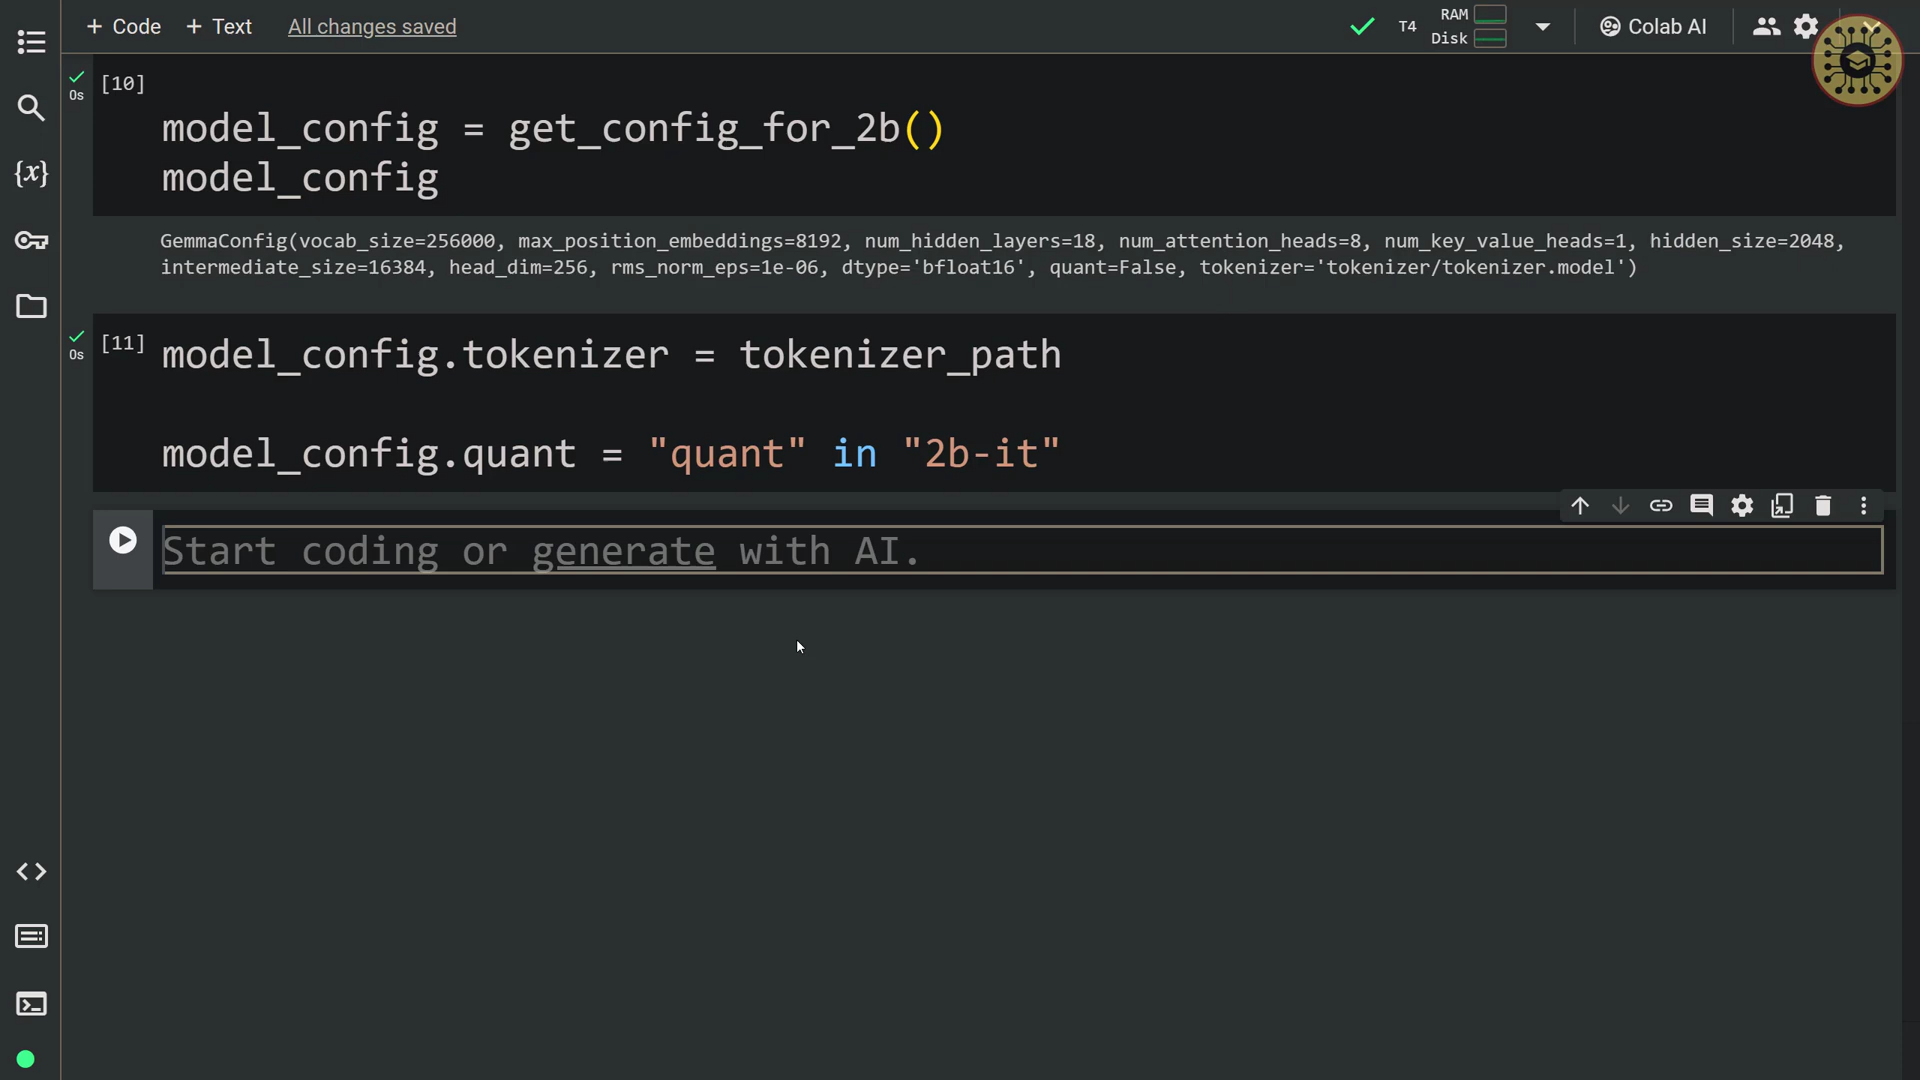 + Code + Text All changes saved
T4 RAM Disk Colab AI
0s [10]
model_config = get_config_for_2b()
model_config
GemmaConfig(vocab_size=256000, max_position_embeddings=8192, num_hidden_layers=18, num_attention_heads=8, num_key_value_heads=1, hidden_size=2048,
intermediate_size=16384, head_dim=256, rms_norm_eps=1e-06, dtype='bfloat16', quant=False, tokenizer='tokenizer/tokenizer.model')
0s [11] model_config.tokenizer = tokenizer_path
model_config.quant = "quant" in "2b-it"
Start coding or generate with AI.
{x}